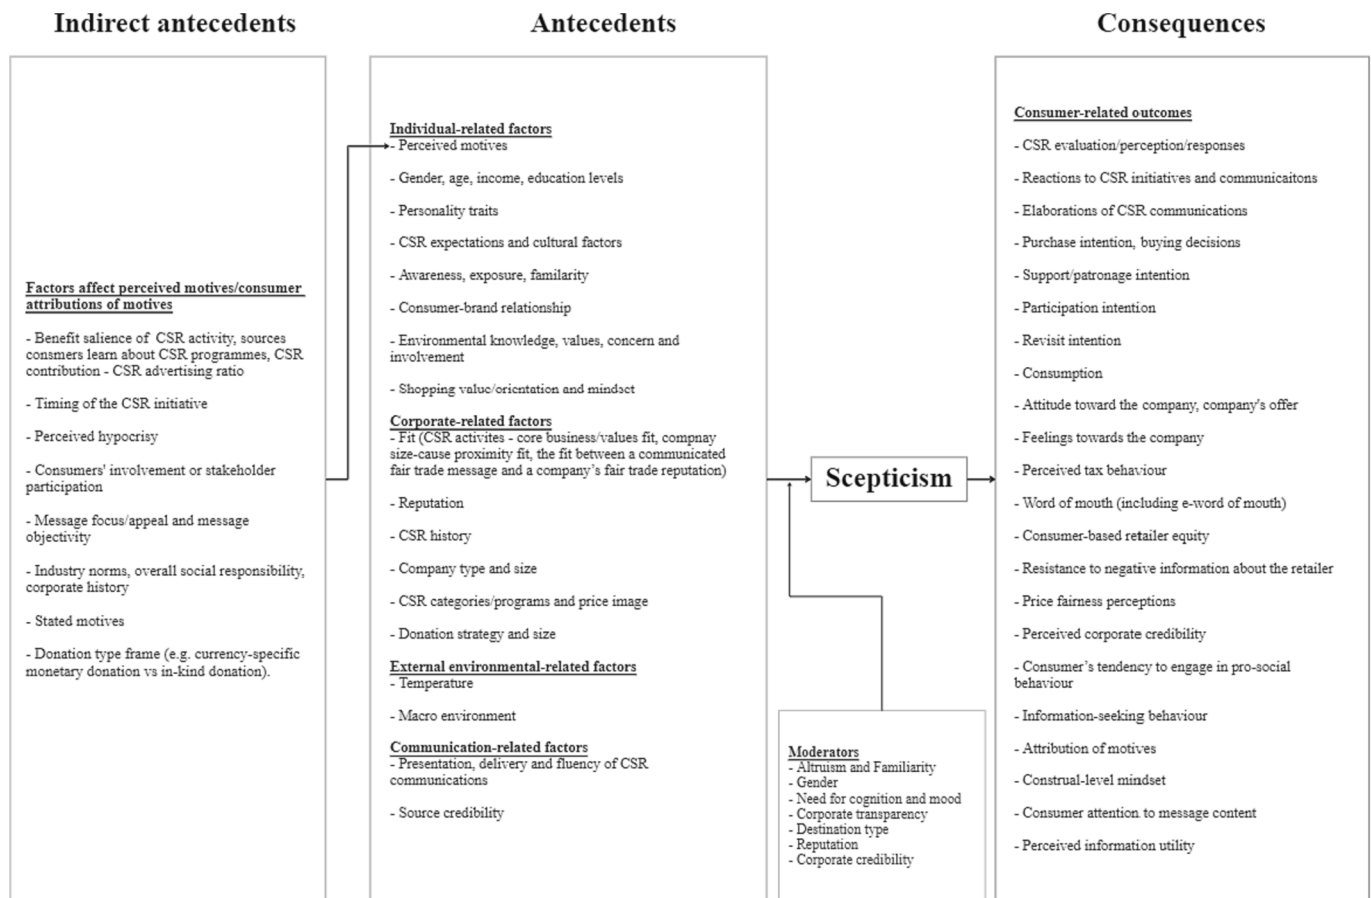 Indirect antecedents
Antecedents
Consequences
Factors affect perceived motives/consumer
attributions of motives
- Benefit salience of CSR activity, sources
consmers learn about CSR programmes, CSR
contribution - CSR advertising ratio
- Timing of the CSR initiative
- Perceived hypocrisy
- Consumers' involvement or stakeholder
participation
- Message focus/appeal and message
objectivity
- Industry norms, overall social responsibility,
corporate history
- Stated motives
- Donation type frame (e.g. currency-specific
monetary donation vs in-kind donation).
Individual-related factors
- Perceived motives
- Gender, age, income, education levels
- Personality traits
- CSR expectations and cultural factors
- Awareness, exposure, familarity
- Consumer-brand relationship
- Environmental knowledge, values, concern and
involvement
- Shopping value/orientation and mindset
Corporate-related factors
- Fit (CSR activites - core business/values fit, compnay
size-cause proximity fit, the fit between a communicated
fair trade message and a company’s fair trade reputation)
- Reputation
- CSR history
- Company type and size
- CSR categories/programs and price image
- Donation strategy and size
External environmental-related factors
- Temperature
- Macro environment
Communication-related factors
- Presentation, delivery and fluency of CSR
communications
- Source credibility
Scepticism
Moderators
- Altruism and Familiarity
- Gender
- Need for cognition and mood
- Corporate transparency
- Destination type
- Reputation
- Corporate credibility
Consumer-related outcomes
- CSR evaluation/perception/responses
- Reactions to CSR initiatives and communicaitons
- Elaborations of CSR communications
- Purchase intention, buying decisions
- Support/patronage intention
- Participation intention
- Revisit intention
- Consumption
- Attitude toward the company, company's offer
- Feelings towards the company
- Perceived tax behaviour
- Word of mouth (including e-word of mouth)
- Consumer-based retailer equity
- Resistance to negative information about the retailer
- Price fairness perceptions
- Perceived corporate credibility
- Consumer’s tendency to engage in pro-social
behaviour
- Information-seeking behaviour
- Attribution of motives
- Construal-level mindset
- Consumer attention to message content
- Perceived information utility